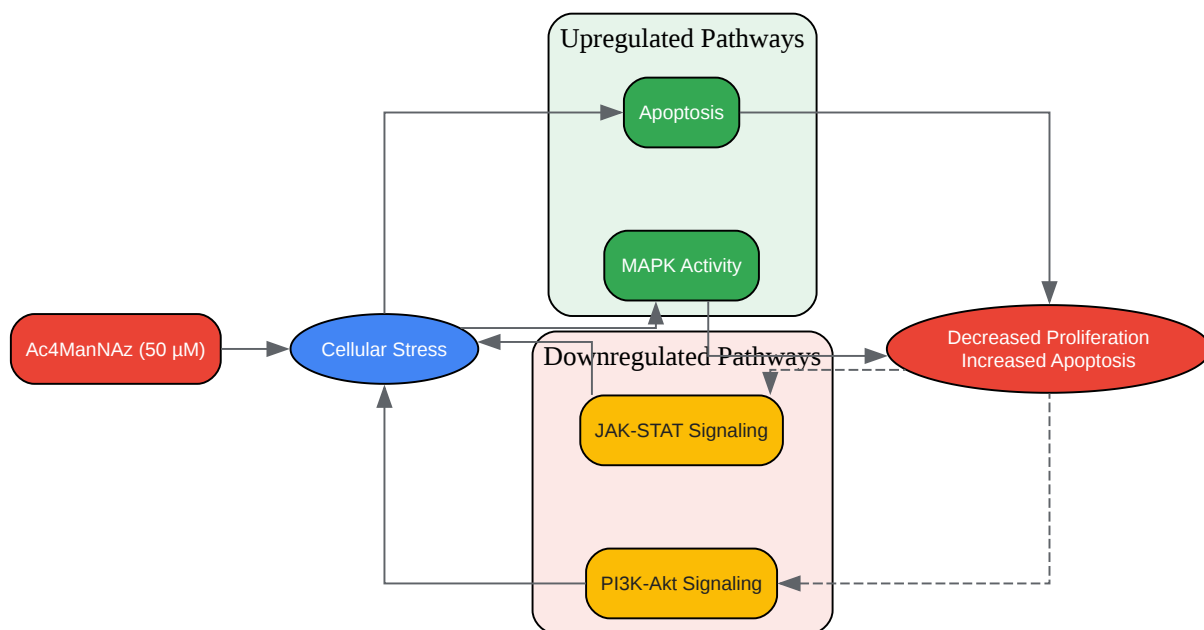 Upregulated Pathways
Apoptosis
MAPK Activity
Ac4ManNAz (50 µM)
Cellular Stress
Decreased Proliferation
Increased Apoptosis
Downregulated Pathways
JAK-STAT Signaling
PI3K-Akt Signaling